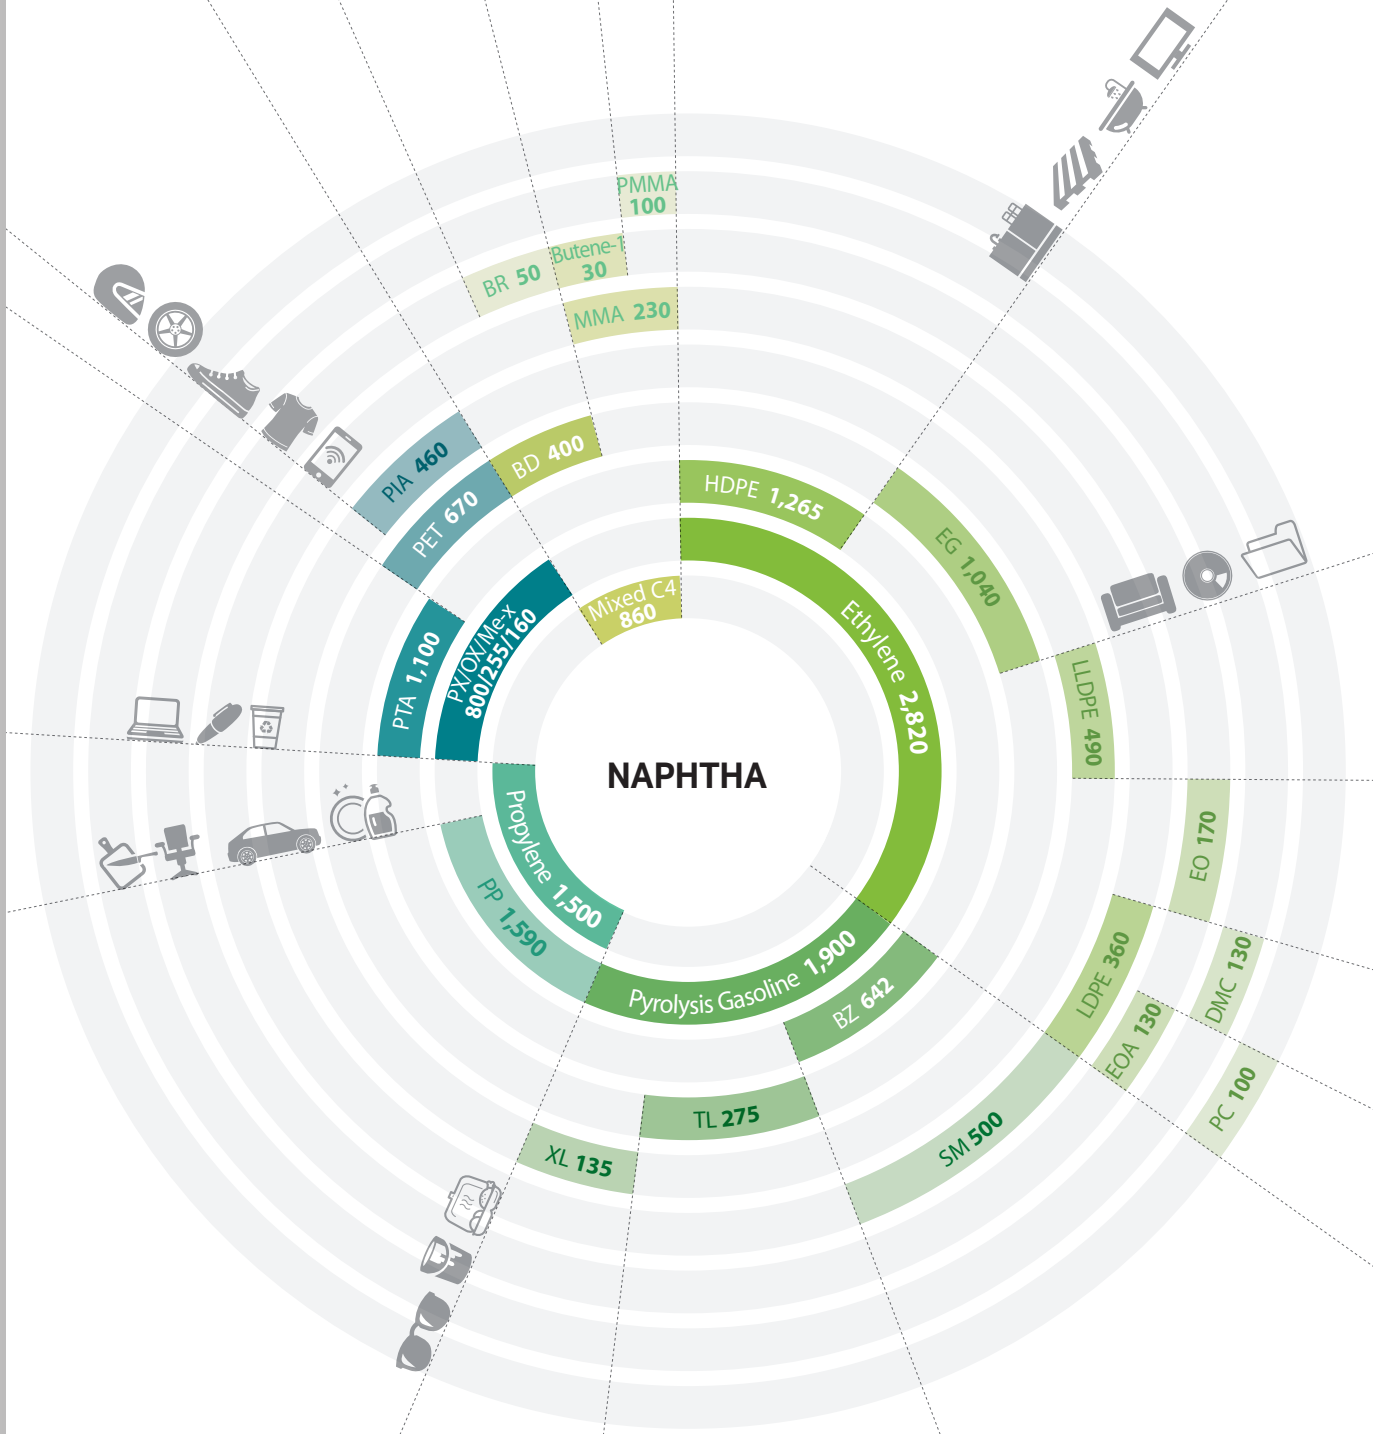 PMMA
100
Butene-1
30
BR 50
MMA 230
PIA 460
BD 400
PET 670
HDPE 1,265
EG 1,040
Mixed C4
860
Ethylene 2,820
PX/OX/Me-x
800/255/160
PTA 1,100
LLDPE 490
NAPHTHA
Propylene 1,500
PP 1,590
EO 170
Pyrolysis Gasoline 1,900
BZ 642
LDPE 360
DMC 130
EOA 130
PC 100
TL 275
SM 500
XL 135